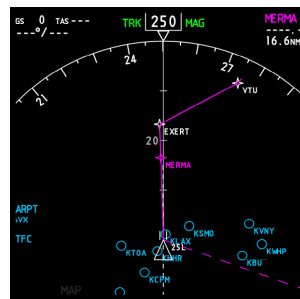 GS 0 TAS---
---°/---
TRK 250 MAG
MERMA
----.-
16.6NM
21
24
27
VTU
20
EXERT
MERMA
ARPT
TFC
KSMO
KVNY
KLAX
KTOA
KHHR
25L
KWHP
KBU
KCPM
MAP